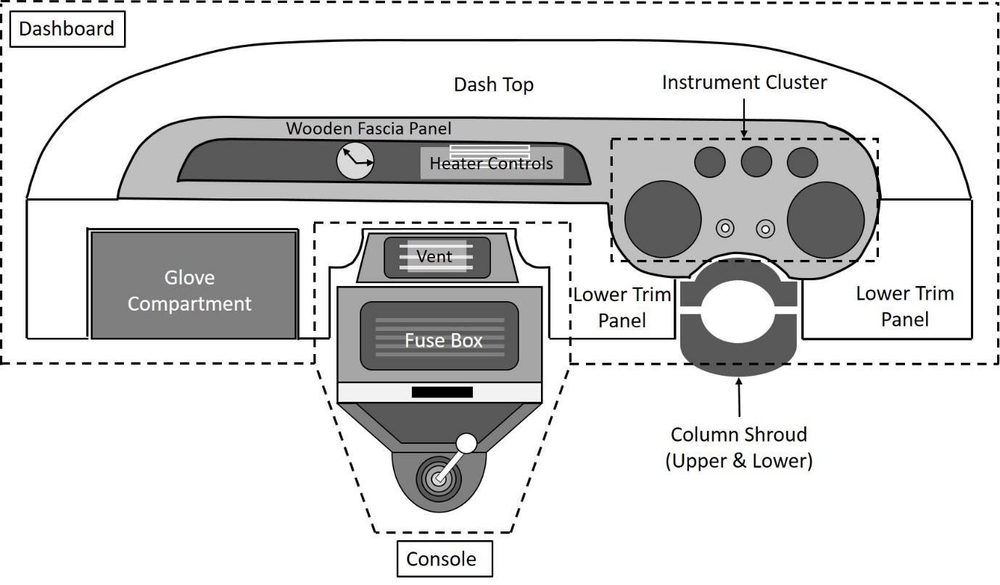 Dashboard
Dash Top
Instrument Cluster
Wooden Fascia Panel
Heater Controls
Vent
Glove
Compartment
Fuse Box
Lower Trim
Panel
Lower Trim
Panel
Column Shroud
(Upper & Lower)
Console